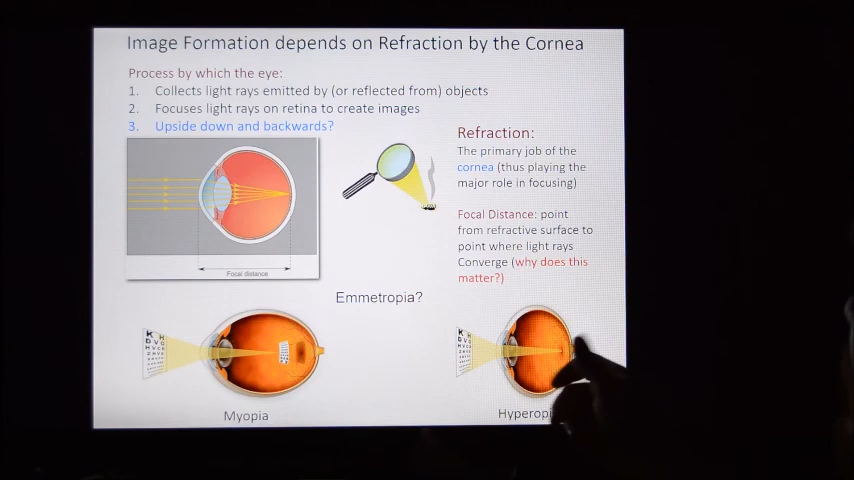 Image Formation depends on Refraction by the Cornea
Process by which the eye:
1. Collects light rays emitted by (or reflected from) objects
2. Focuses light rays on retina to create images
3. Upside down and backwards?
Refraction:
The primary job of the
cornea (thus playing the
major role in focusing)
Focal Distance: point
from refractive surface to
point where light rays
Converge (why does this
matter?)
Focal distance
Emmetropia?
Myopia
Hyperopi